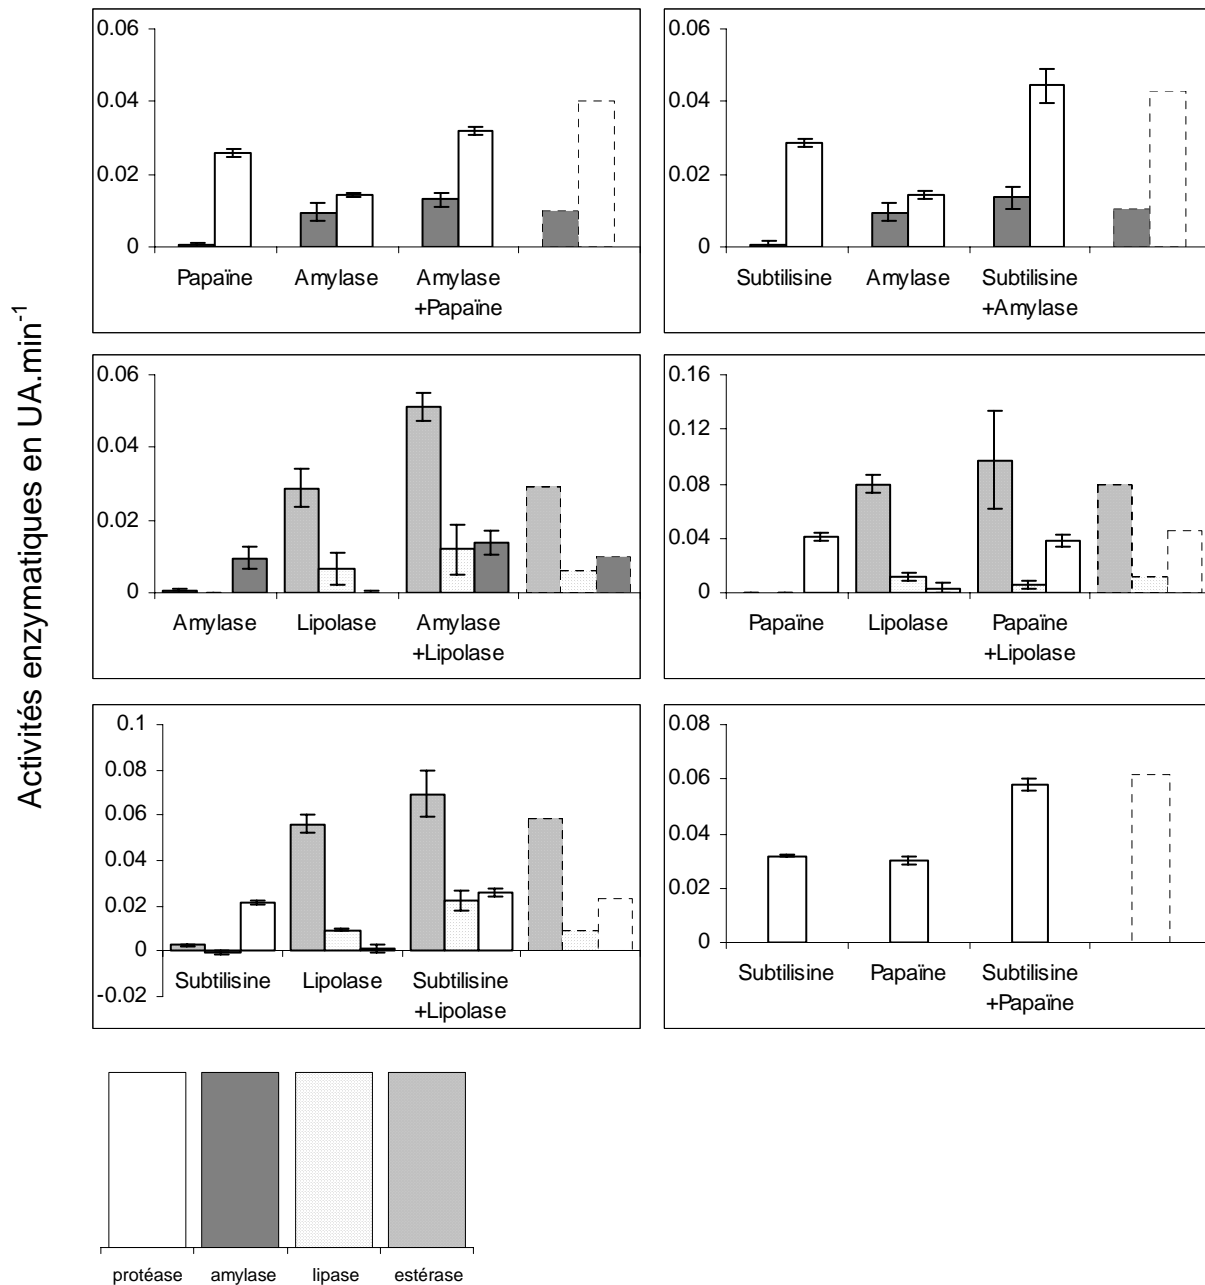 Activités enzymatiques en UA.min-1
0.06
0.04
0.02
0
Papaïne Amylase Amylase
+Papaïne
0.06
0.04
0.02
0
Subtilisine Amylase Subtilisine
+Amylase
0.06
0.04
0.02
0
Amylase Lipolase Amylase
+Lipolase
0.16
0.12
0.08
0.04
0
Papaïne Lipolase Papaïne
+Lipolase
0.1
0.08
0.06
0.04
0.02
0
-0.02
Subtilisine Lipolase Subtilisine
+Lipolase
0.08
0.06
0.04
0.02
0
Subtilisine Papaïne Subtilisine
+Papaïne
protéase amylase lipase estérase